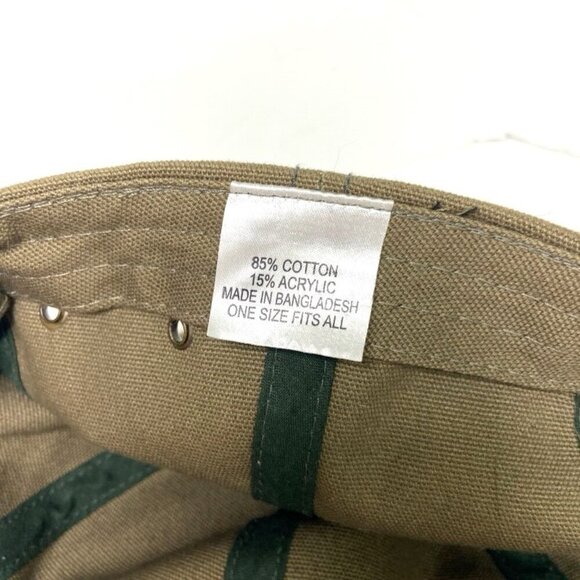 85% COTTON
15% ACRYLIC
MADE IN BANGLADESH
ONE SIZE FITS ALL